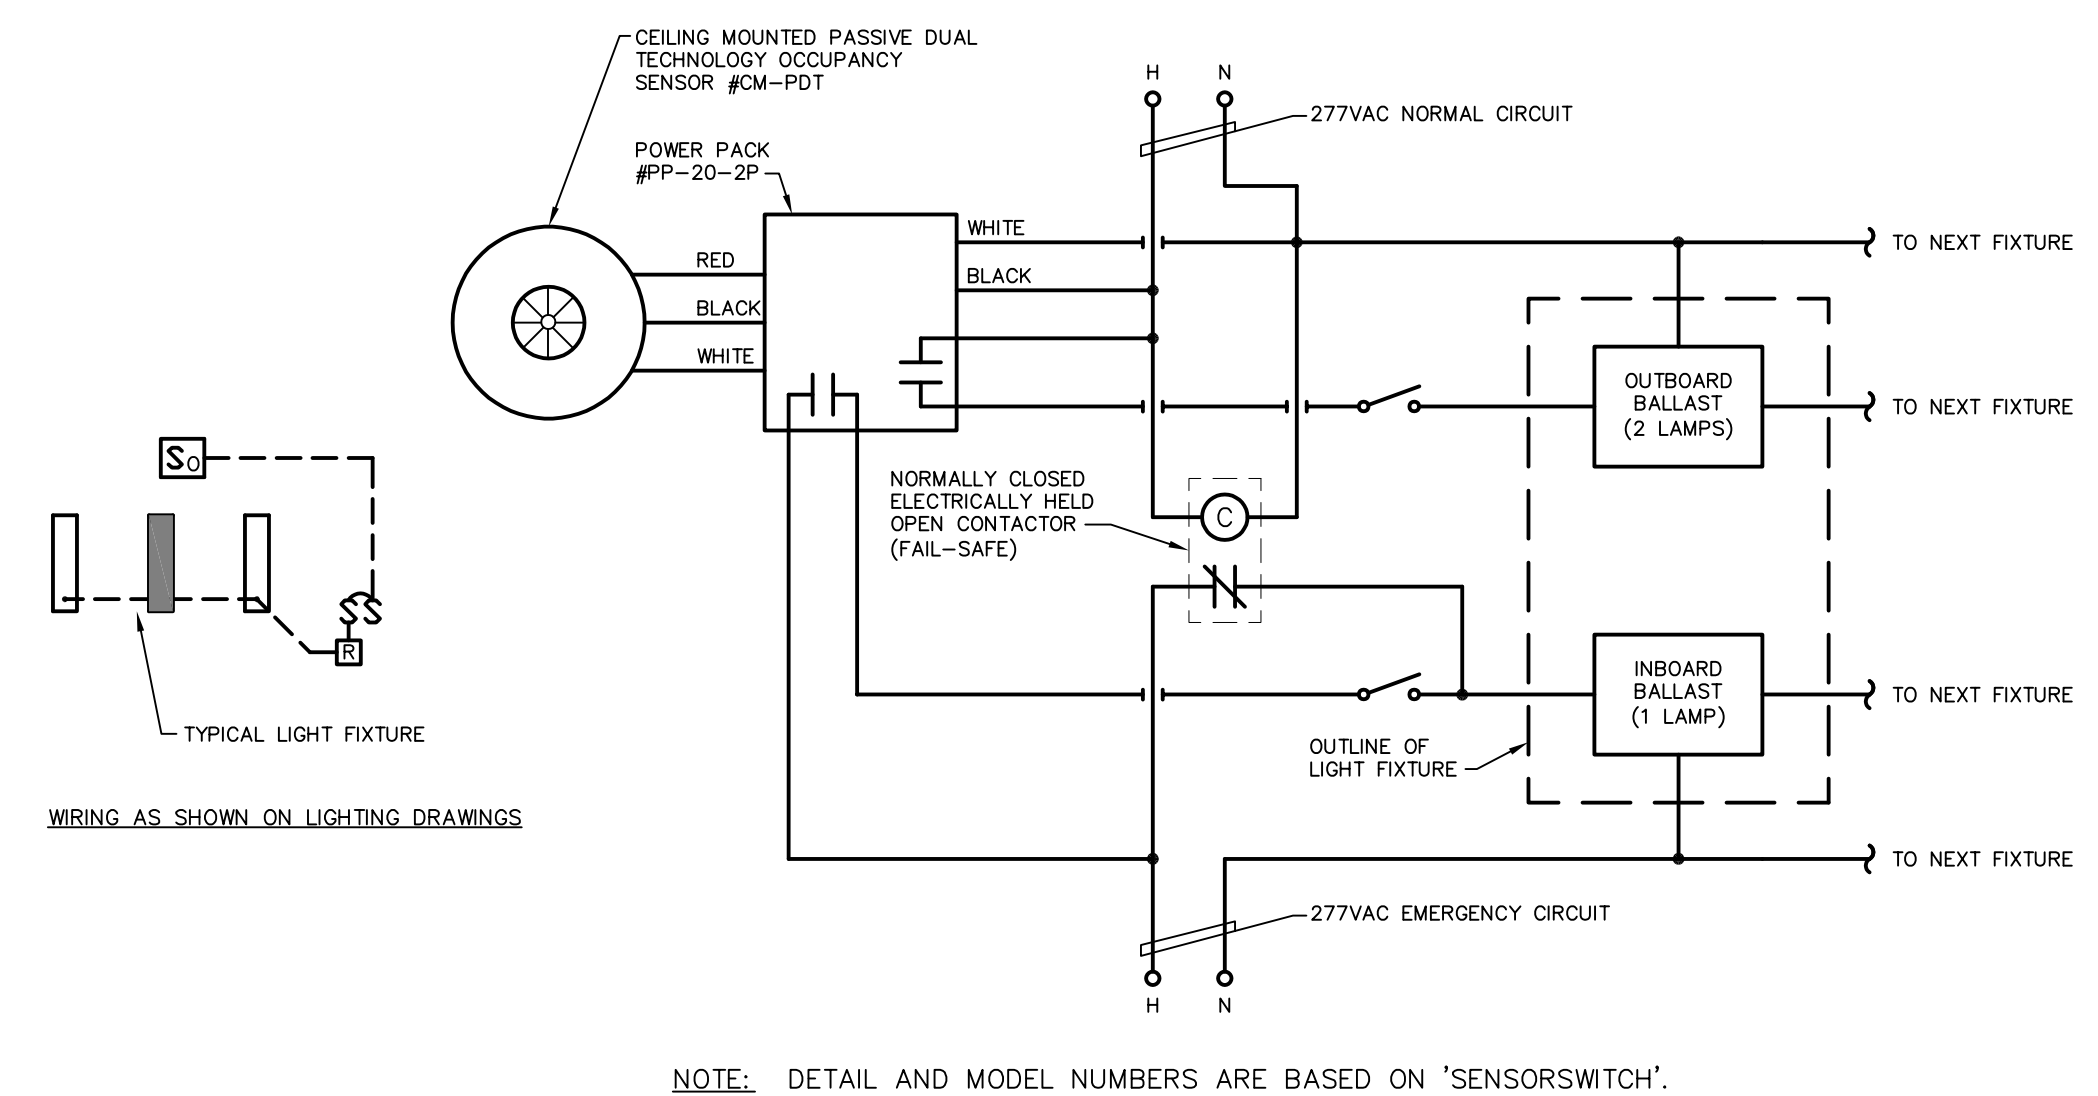 CEILING MOUNTED PASSIVE DUAL
TECHNOLOGY OCCUPANCY
SENSOR #CM-PDT
POWER PACK
#PP-20-2P
H
N
277VAC NORMAL CIRCUIT
WHITE
TO NEXT FIXTURE
RED
BLACK
BLACK
WHITE
OUTBOARD
BALLAST
(2 LAMPS)
TO NEXT FIXTURE
SO
NORMALLY CLOSED
ELECTRICALLY HELD
OPEN CONTACTOR
(FAIL-SAFE)
C
S S
R
INBOARD
BALLAST
(1 LAMP)
TO NEXT FIXTURE
TYPICAL LIGHT FIXTURE
OUTLINE OF
LIGHT FIXTURE
WIRING AS SHOWN ON LIGHTING DRAWINGS
TO NEXT FIXTURE
277VAC EMERGENCY CIRCUIT
H
N
NOTE: DETAIL AND MODEL NUMBERS ARE BASED ON 'SENSORSWITCH'.